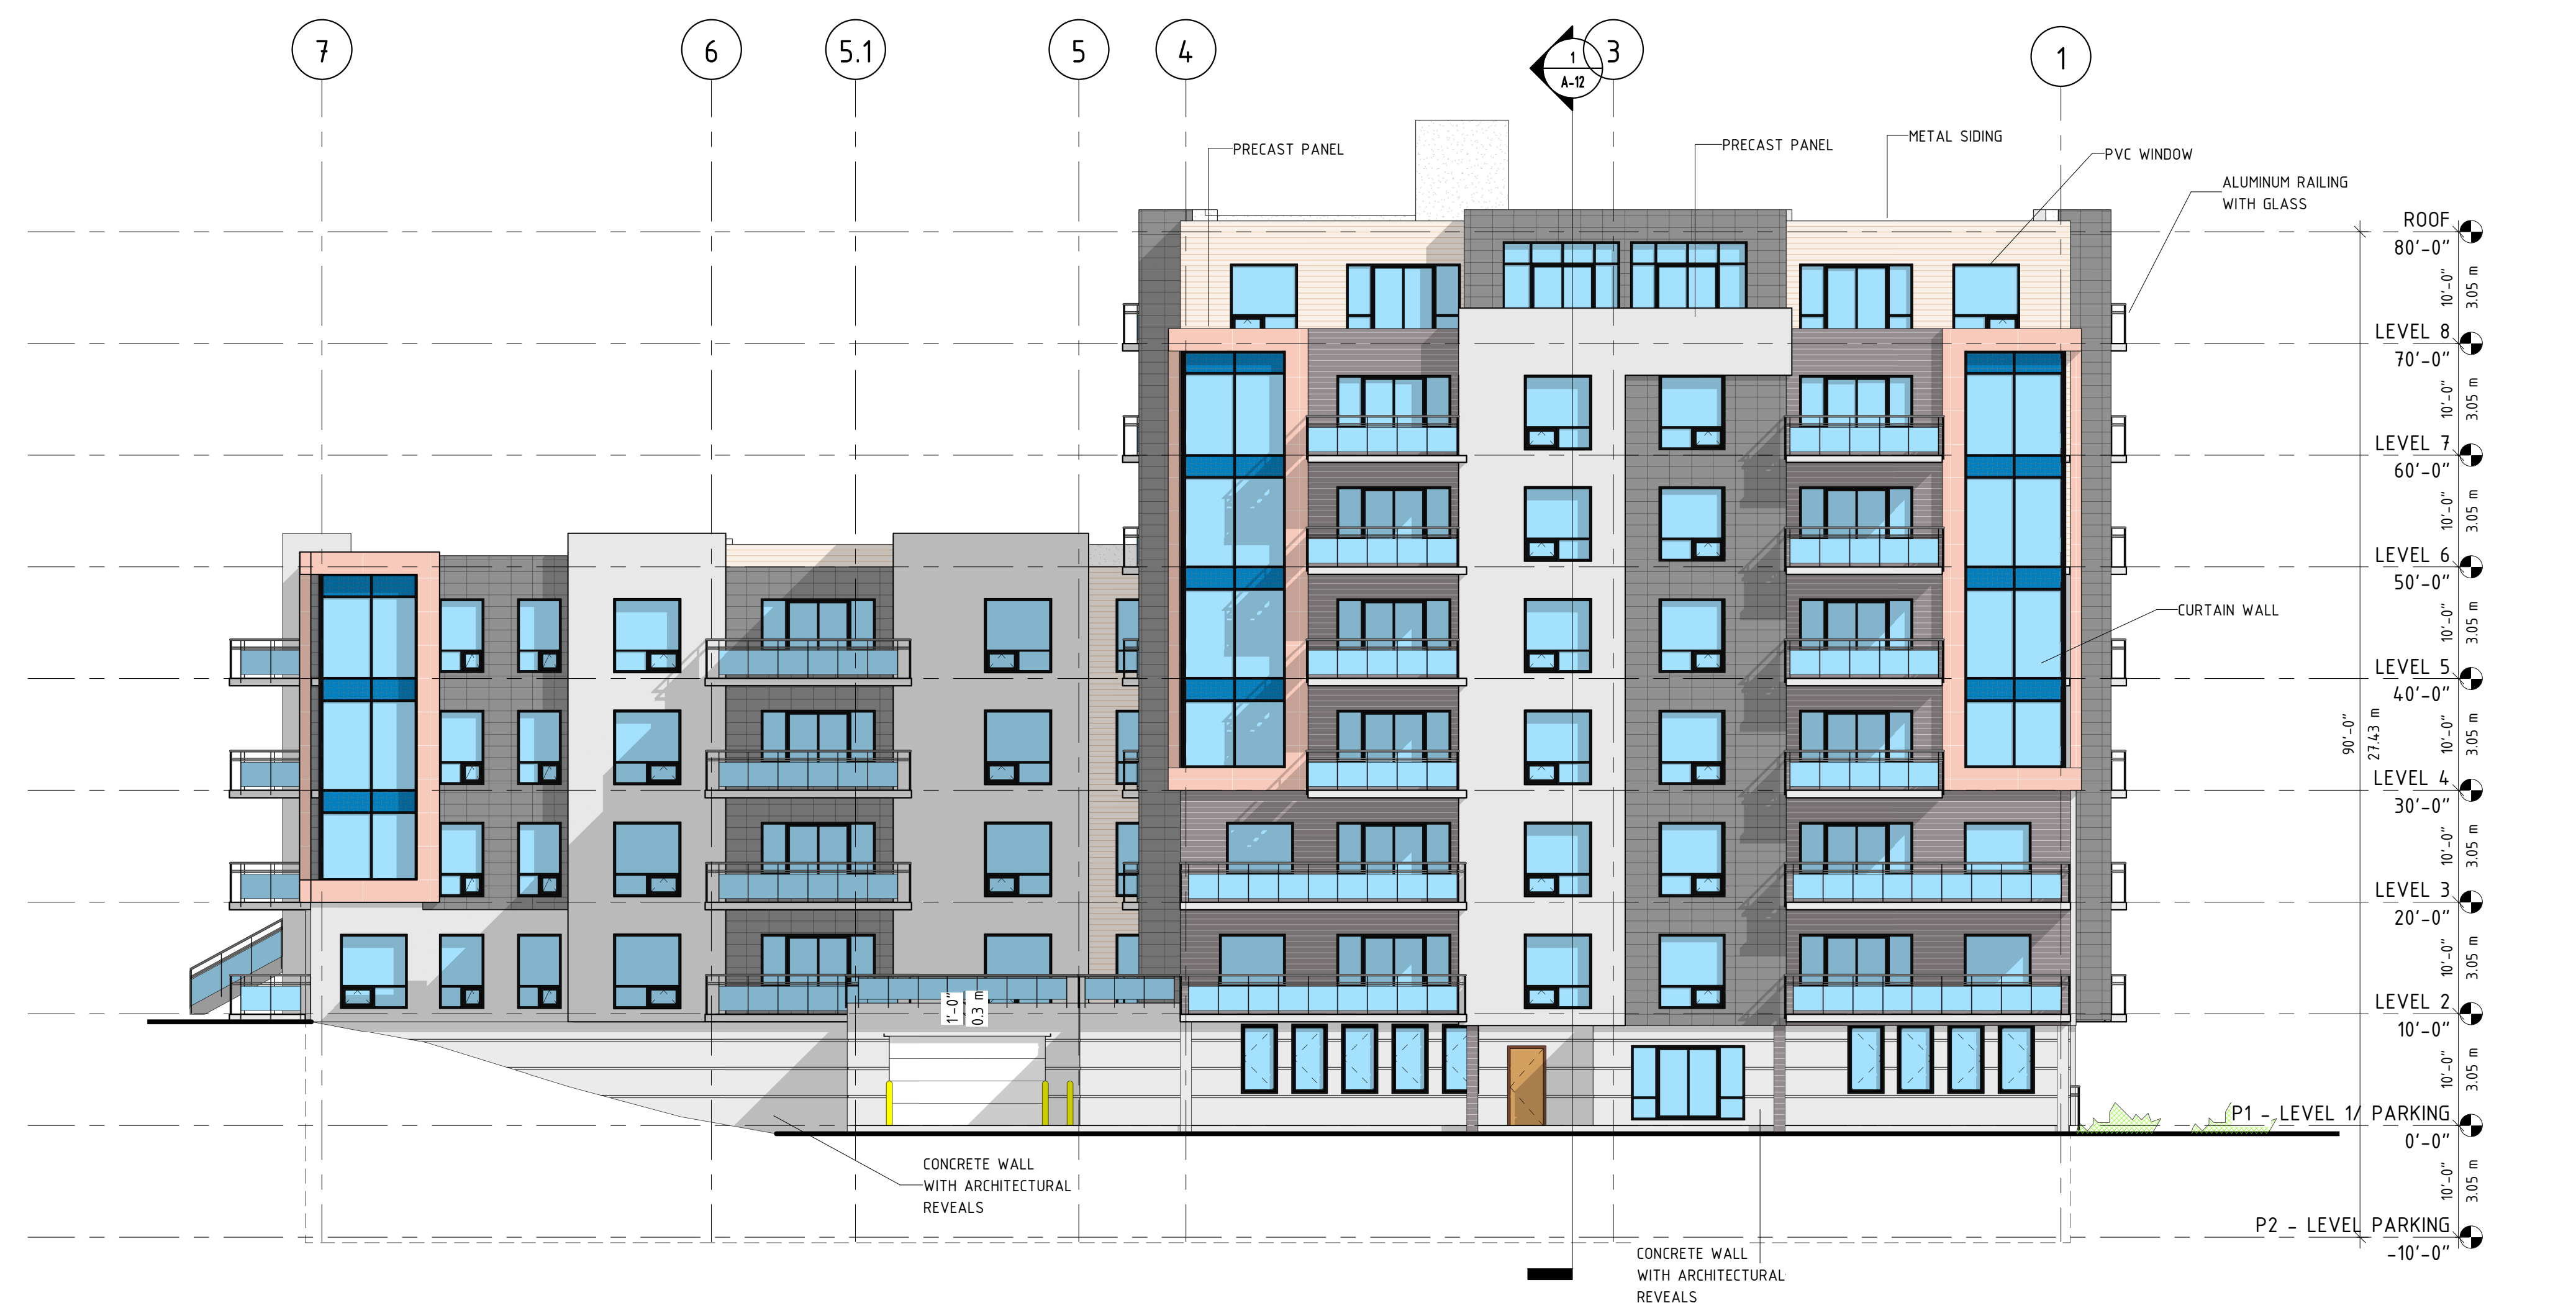 7
6
5.1
5
4
1
A-12
3
1
PRECAST PANEL
PRECAST PANEL
METAL SIDING
PVC WINDOW
ALUMINUM RAILING
WITH GLASS
ROOF
80'-0"
10'-0"
3.05 m
LEVEL 8
70'-0"
10'-0"
3.05 m
LEVEL 7
60'-0"
10'-0"
3.05 m
LEVEL 6
50'-0"
10'-0"
3.05 m
CURTAIN WALL
LEVEL 5
40'-0"
90'-0"
27.43 m
10'-0"
3.05 m
LEVEL 4
30'-0"
10'-0"
3.05 m
LEVEL 3
20'-0"
10'-0"
3.05 m
LEVEL 2
10'-0"
1'-0"
0.3 m
10'-0"
3.05 m
P1 - LEVEL 1/ PARKING
0'-0"
10'-0"
3.05 m
P2 - LEVEL PARKING
-10'-0"
CONCRETE WALL
WITH ARCHITECTURAL
REVEALS
CONCRETE WALL
WITH ARCHITECTURAL
REVEALS